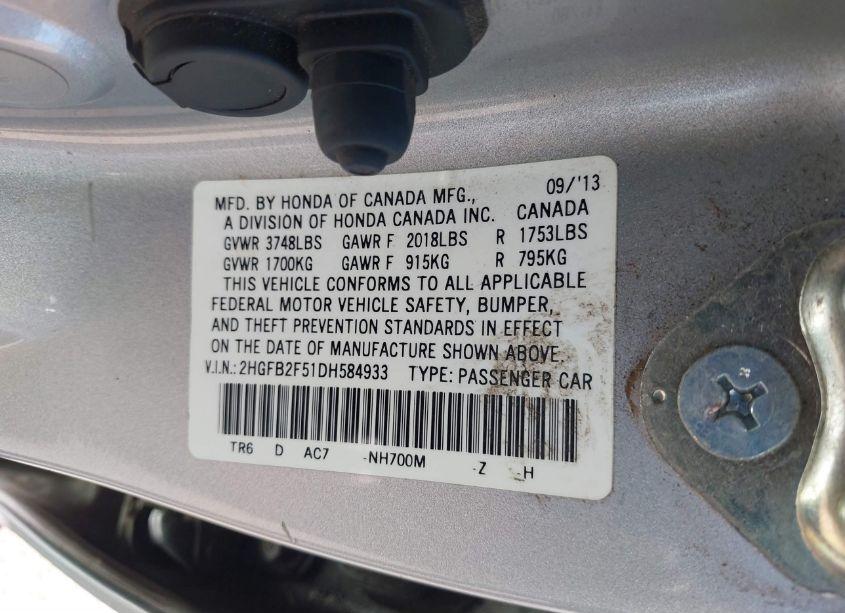 MFD. BY HONDA OF CANADA MFG., 09/'13
A DIVISION OF HONDA CANADA INC. CANADA
GVWR 3748LBS GAWR F 2018LBS R 1753LBS
GVWR 1700KG GAWR F 915KG R 795KG
THIS VEHICLE CONFORMS TO ALL APPLICABLE
FEDERAL MOTOR VEHICLE SAFETY, BUMPER,
AND THEFT PREVENTION STANDARDS IN EFFECT
ON THE DATE OF MANUFACTURE SHOWN ABOVE.
V.I.N.: 2HGFB2F51DH584933 TYPE: PASSENGER CAR
TR6 D AC7 -NH700M -Z -H